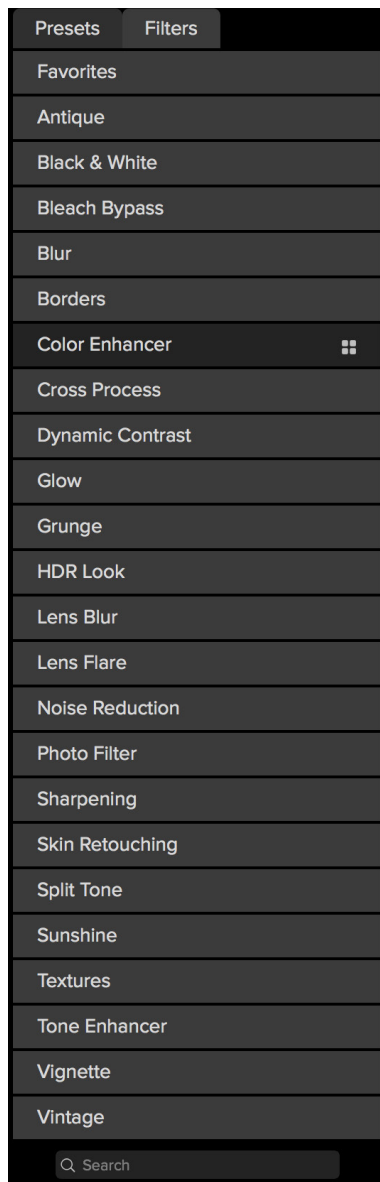 Presets Filters
Favorites
Antique
Black & White
Bleach Bypass
Blur
Borders
Color Enhancer
Cross Process
Dynamic Contrast
Glow
Grunge
HDR Look
Lens Blur
Lens Flare
Noise Reduction
Photo Filter
Sharpening
Skin Retouching
Split Tone
Sunshine
Textures
Tone Enhancer
Vignette
Vintage
Search